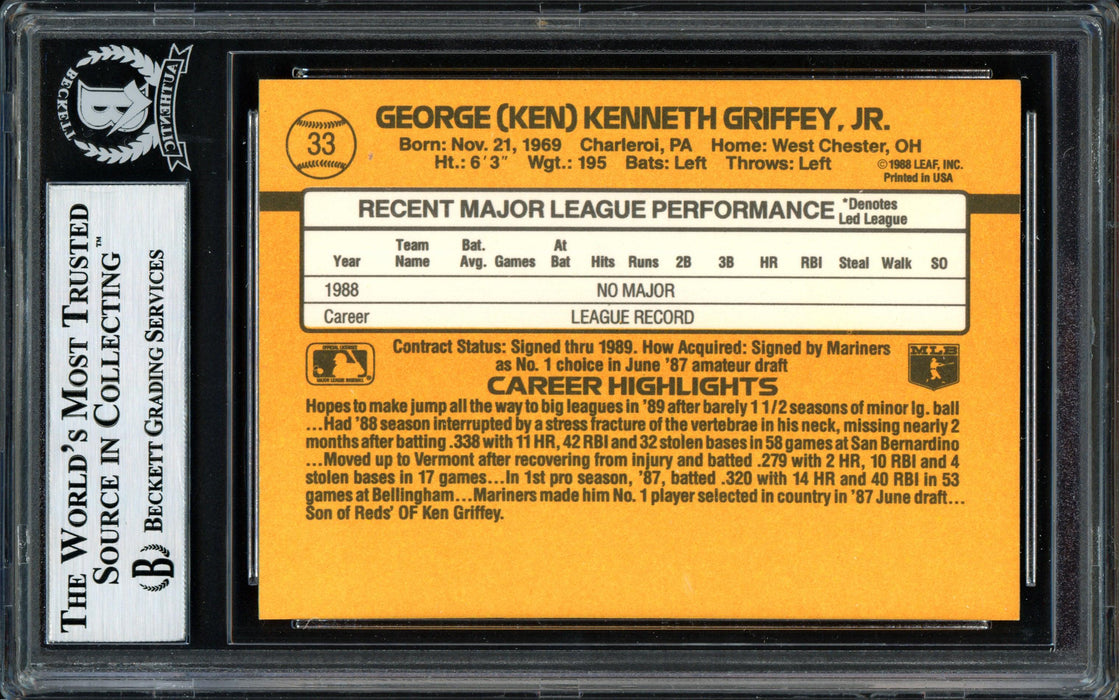 BECKETT
AUTHENTIC
B
THE WORLD'S MOST TRUSTED
SOURCE IN COLLECTING™
BECKETT GRADING SERVICES
B
33
GEORGE (KEN) KENNETH GRIFFEY, JR.
Born: Nov. 21, 1969 Charleroi, PA Home: West Chester, OH
Ht.: 6'3" Wgt.: 195 Bats: Left Throws: Left
©1988 LEAF, INC.
Printed in USA
RECENT MAJOR LEAGUE PERFORMANCE *Denotes
Led League
Year Team Name Bat. Avg. Games At Bat Hits Runs 2B 3B HR RBI Steal Walk SO
1988 NO MAJOR
Career LEAGUE RECORD
OFFICIAL LICENSEE
MAJOR LEAGUE BASEBALL
Contract Status: Signed thru 1989. How Acquired: Signed by Mariners
as No. 1 choice in June '87 amateur draft
MLB
CAREER HIGHLIGHTS
Hopes to make jump all the way to big leagues in '89 after barely 1 1/2 seasons of minor lg. ball
...Had '88 season interrupted by a stress fracture of the vertebrae in his neck, missing nearly 2
months after batting .338 with 11 HR, 42 RBI and 32 stolen bases in 58 games at San Bernardino
...Moved up to Vermont after recovering from injury and batted .279 with 2 HR, 10 RBI and 4
stolen bases in 17 games...In 1st pro season, '87, batted .320 with 14 HR and 40 RBI in 53
games at Bellingham...Mariners made him No. 1 player selected in country in '87 June draft...
Son of Reds' OF Ken Griffey.